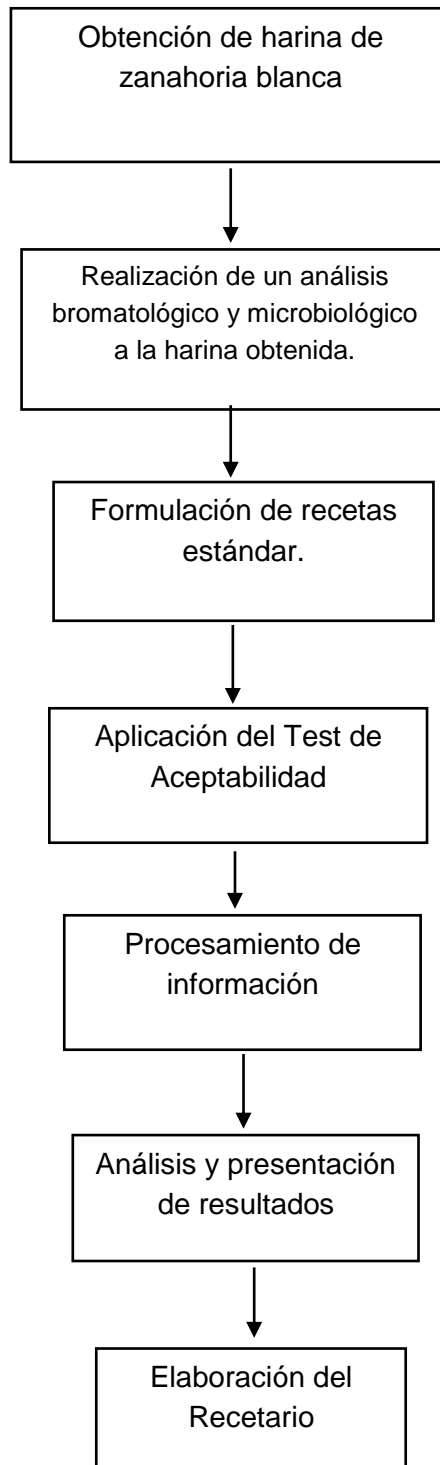 Obtención de harina de
zanahoria blanca
Realización de un análisis
bromatológico y microbiológico
a la harina obtenida.
Formulación de recetas
estándar.
Aplicación del Test de
Aceptabilidad
Procesamiento de
información
Análisis y presentación
de resultados
Elaboración del
Recetario